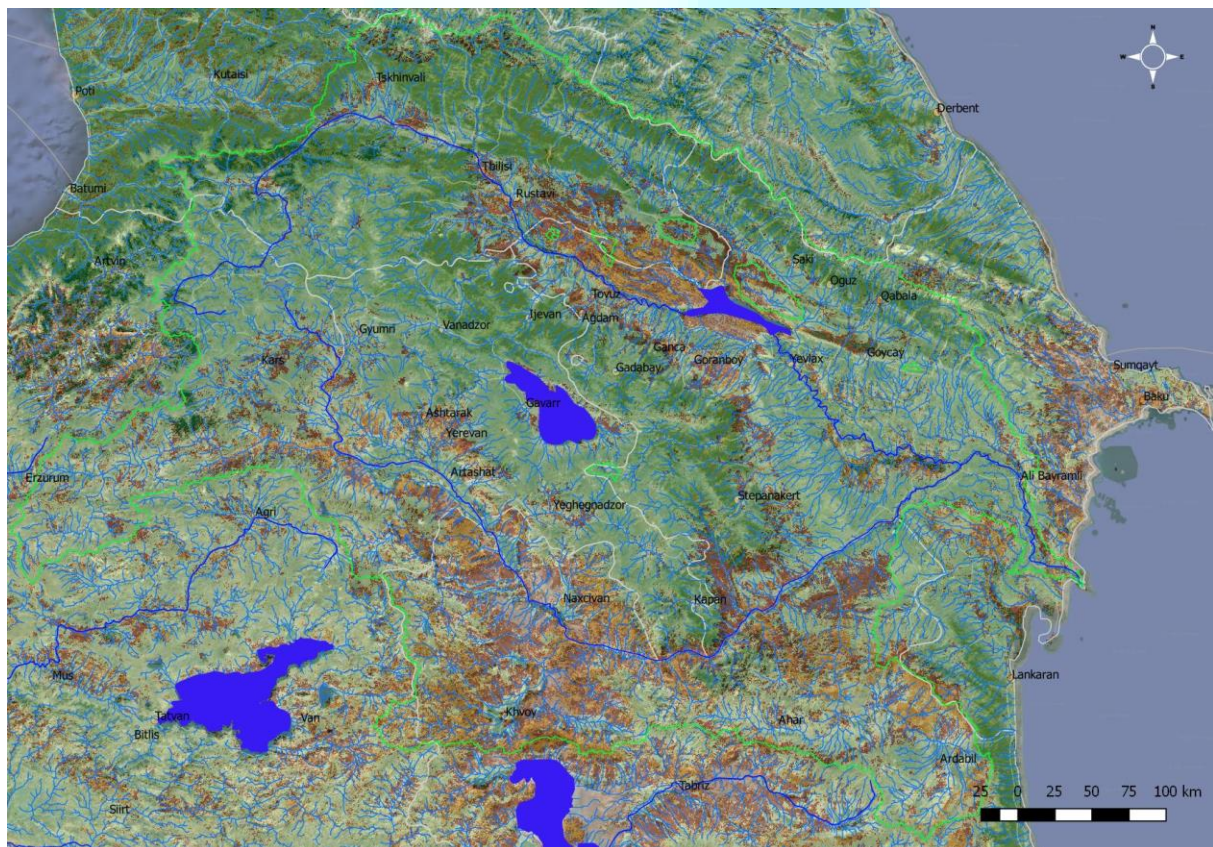 N
W E
S
Kutaisi
Tskhinvali
Poti
Derbent
Tbilisi
Batumi
Rustavi
Artvin
Saki
Oguz
Qabala
Tovuz
Ijevan
Agdam
Gyumri
Vanadzor
Ganca
Goranboy
Yevlax
Goycay
Kars
Gadabay
Sumqayt
Baku
Gavarr
Ashtarak
Yerevan
Artashat
Erzurum
Ali Bayramli
Yeghegnadzor
Stepanakert
Agri
Naxcivan
Kapan
Mus
Lankaran
Tatvan
Van
Khvoy
Ahar
Bitlis
Ardabil
Tabriz
25 0 25 50 75 100 km
Siirt